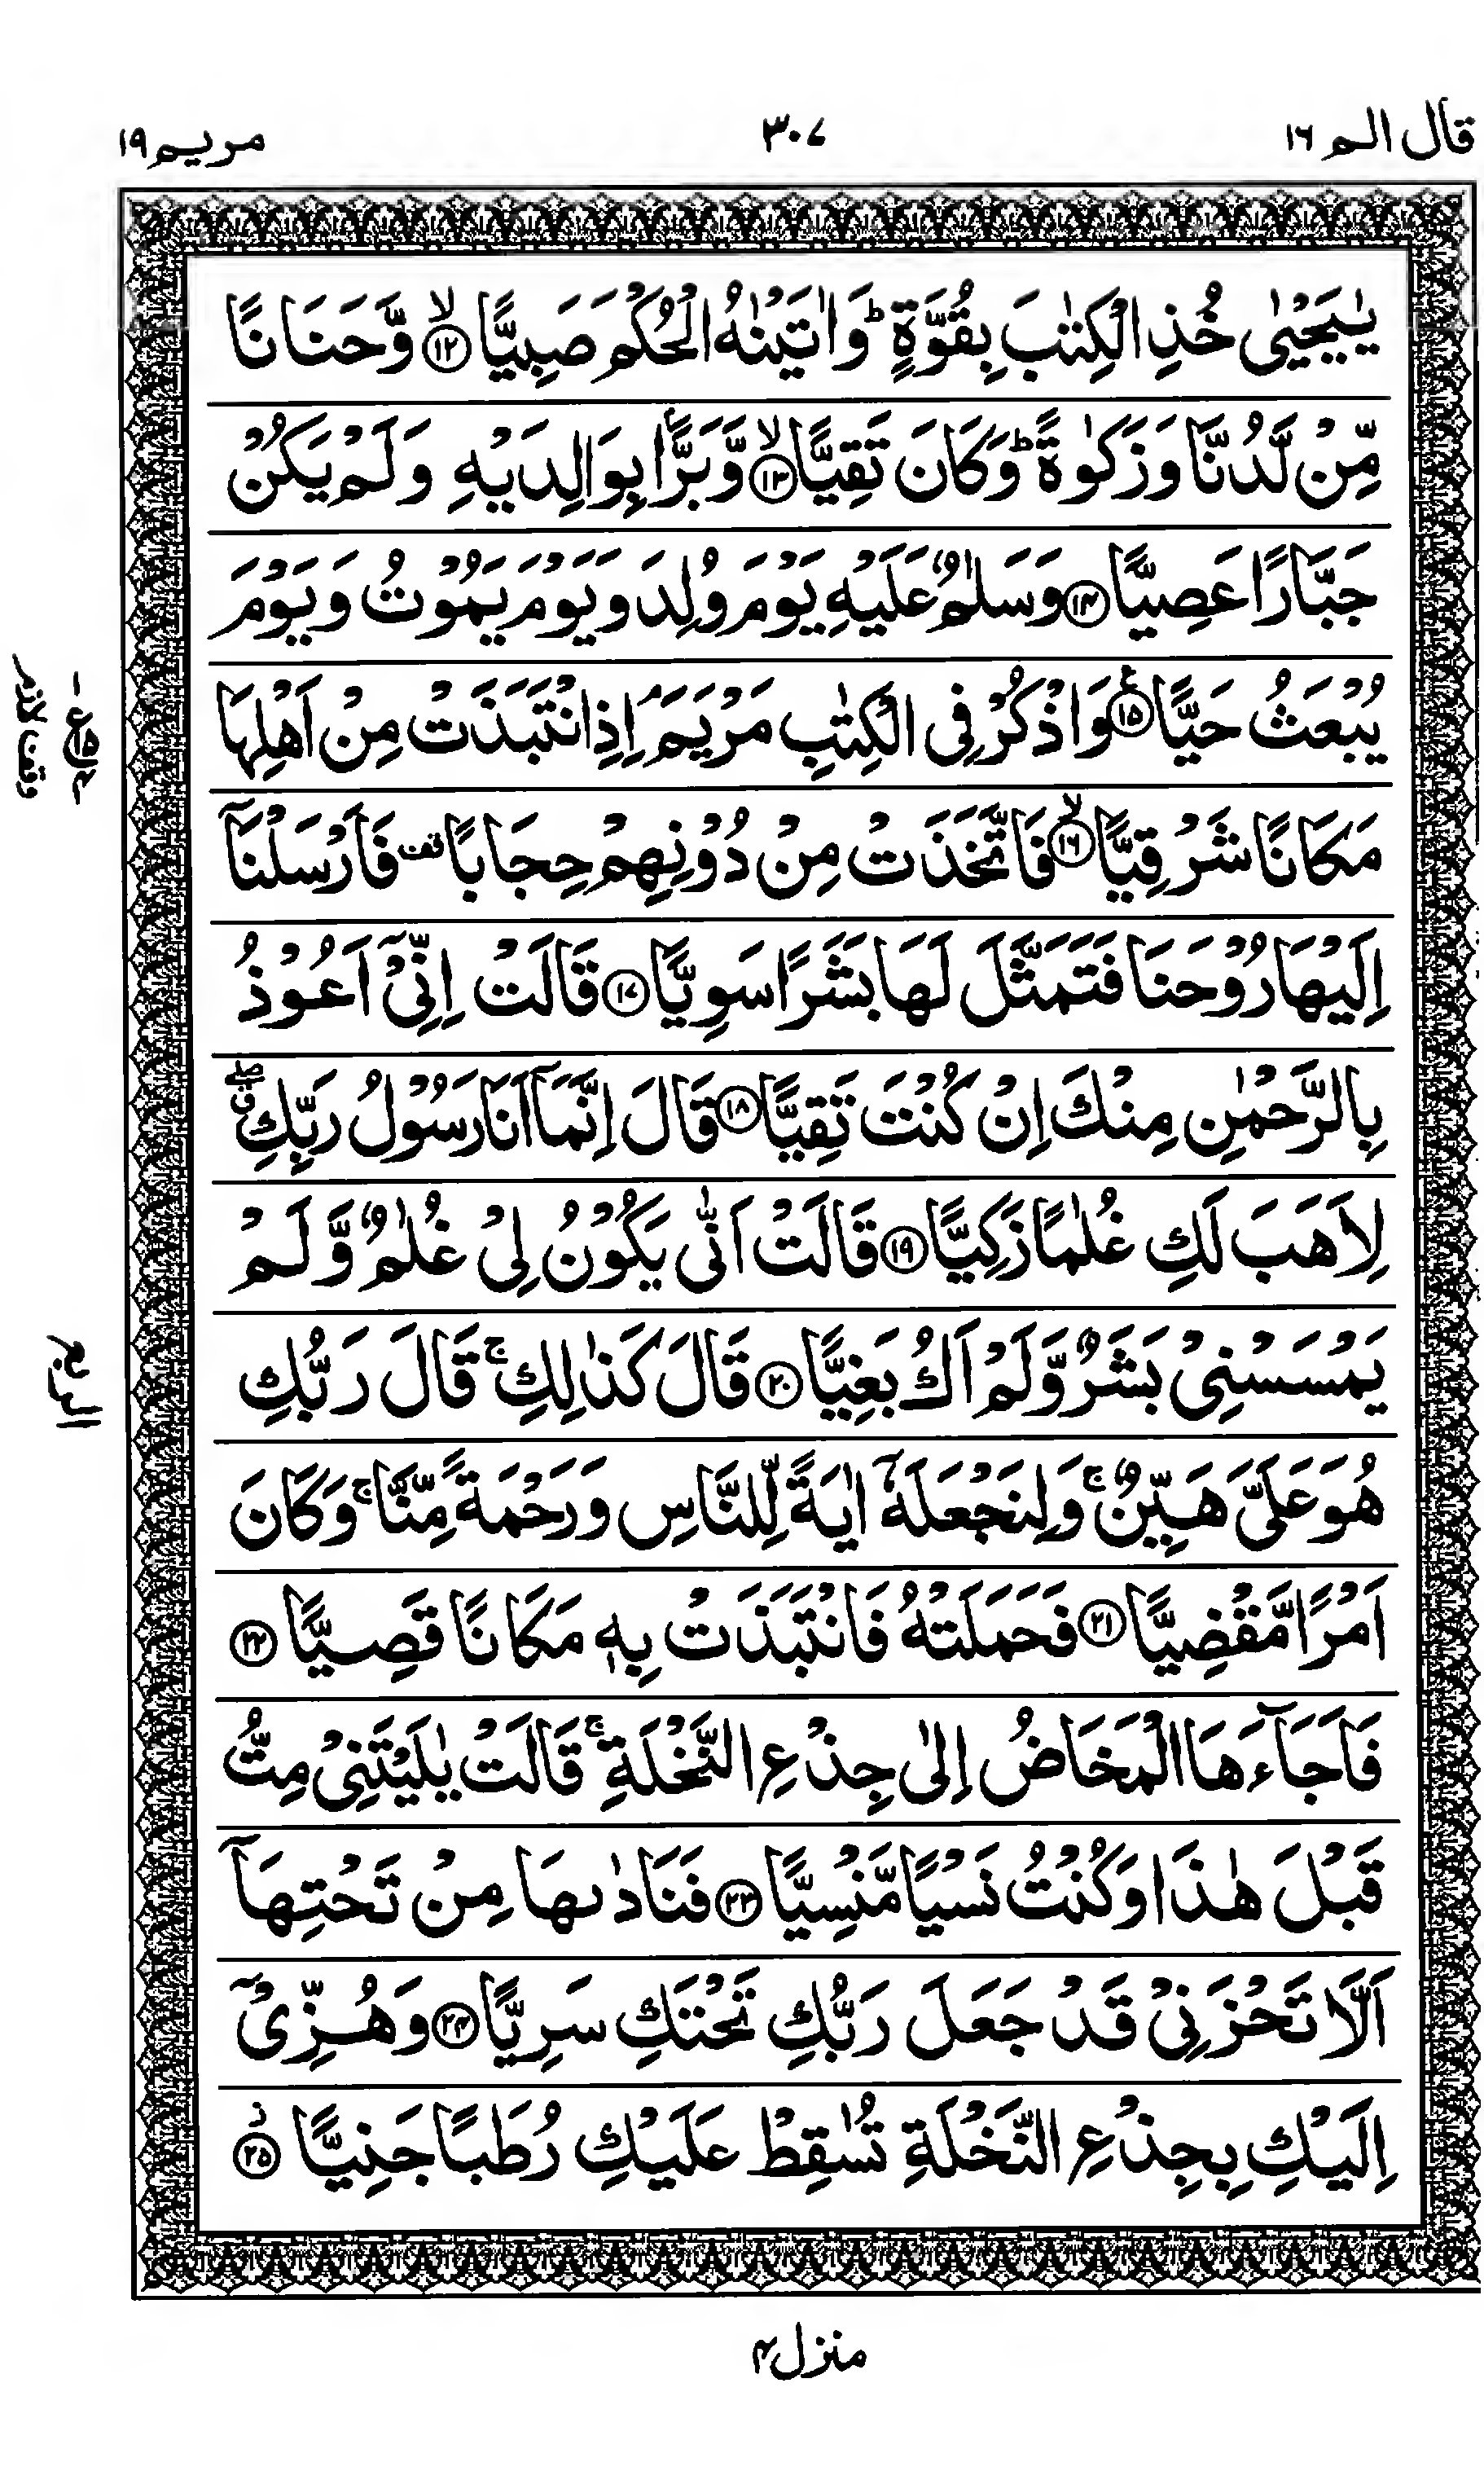 قال الم ١٦
٣٠٧
مريم ١٩
يٰيَحْيٰى خُذِ الْكِتٰبَ بِقُوَّةٍ ؕ وَاٰتَيْنٰهُ الْحُكْمَ صَبِيًّا ۙ﴿١٢﴾ وَّحَنَانًا
مِّنْ لَّدُنَّا وَزَكٰوةً ؕ وَكَانَ تَقِيًّا ۙ﴿١٣﴾ وَّبَرًّۢا بِوَالِدَيْهِ وَلَمْ يَكُنْ
جَبَّارًا عَصِيًّا ﴿١٤﴾ وَسَلٰمٌ عَلَيْهِ يَوْمَ وُلِدَ وَيَوْمَ يَمُوْتُ وَيَوْمَ
يُبْعَثُ حَيًّا ﴿١٥﴾ۧ وَاذْكُرْ فِى الْكِتٰبِ مَرْيَمَ ۘ اِذِ انْتَبَذَتْ مِنْ اَهْلِهَا
مَكَانًا شَرْقِيًّا ۙ﴿١٦﴾ فَاتَّخَذَتْ مِنْ دُوْنِهِمْ حِجَابًا قف فَاَرْسَلْنَاۤ
اِلَيْهَا رُوْحَنَا فَتَمَثَّلَ لَهَا بَشَرًا سَوِيًّا ﴿١٧﴾ قَالَتْ اِنِّىْۤ اَعُوْذُ
بِالرَّحْمٰنِ مِنْكَ اِنْ كُنْتَ تَقِيًّا ﴿١٨﴾ قَالَ اِنَّمَاۤ اَنَا رَسُوْلُ رَبِّكِ ۖق
لِاَهَبَ لَكِ غُلٰمًا زَكِيًّا ﴿١٩﴾ قَالَتْ اَنّٰى يَكُوْنُ لِىْ غُلٰمٌ وَّلَمْ
يَمْسَسْنِىْ بَشَرٌ وَّلَمْ اَكُ بَغِيًّا ﴿٢٠﴾ قَالَ كَذٰلِكِ ۚ قَالَ رَبُّكِ
هُوَ عَلَىَّ هَيِّنٌ ۚ وَلِنَجْعَلَهٗۤ اٰيَةً لِّلنَّاسِ وَرَحْمَةً مِّنَّا ۚ وَكَانَ
اَمْرًا مَّقْضِيًّا ﴿٢١﴾ فَحَمَلَتْهُ فَانْتَبَذَتْ بِهٖ مَكَانًا قَصِيًّا ﴿٢٢﴾
فَاَجَآءَهَا الْمَخَاضُ اِلٰى جِذْعِ النَّخْلَةِ ۚ قَالَتْ يٰلَيْتَنِىْ مِتُّ
قَبْلَ هٰذَا وَكُنْتُ نَسْيًا مَّنْسِيًّا ﴿٢٣﴾ فَنَادٰىهَا مِنْ تَحْتِهَاۤ
اَلَّا تَحْزَنِىْ قَدْ جَعَلَ رَبُّكِ تَحْتَكِ سَرِيًّا ﴿٢٤﴾ وَهُزِّىْۤ
اِلَيْكِ بِجِذْعِ النَّخْلَةِ تُسٰقِطْ عَلَيْكِ رُطَبًا جَنِيًّا ؗ﴿٢٥﴾
وقف لازم
الربع
منزل ٤